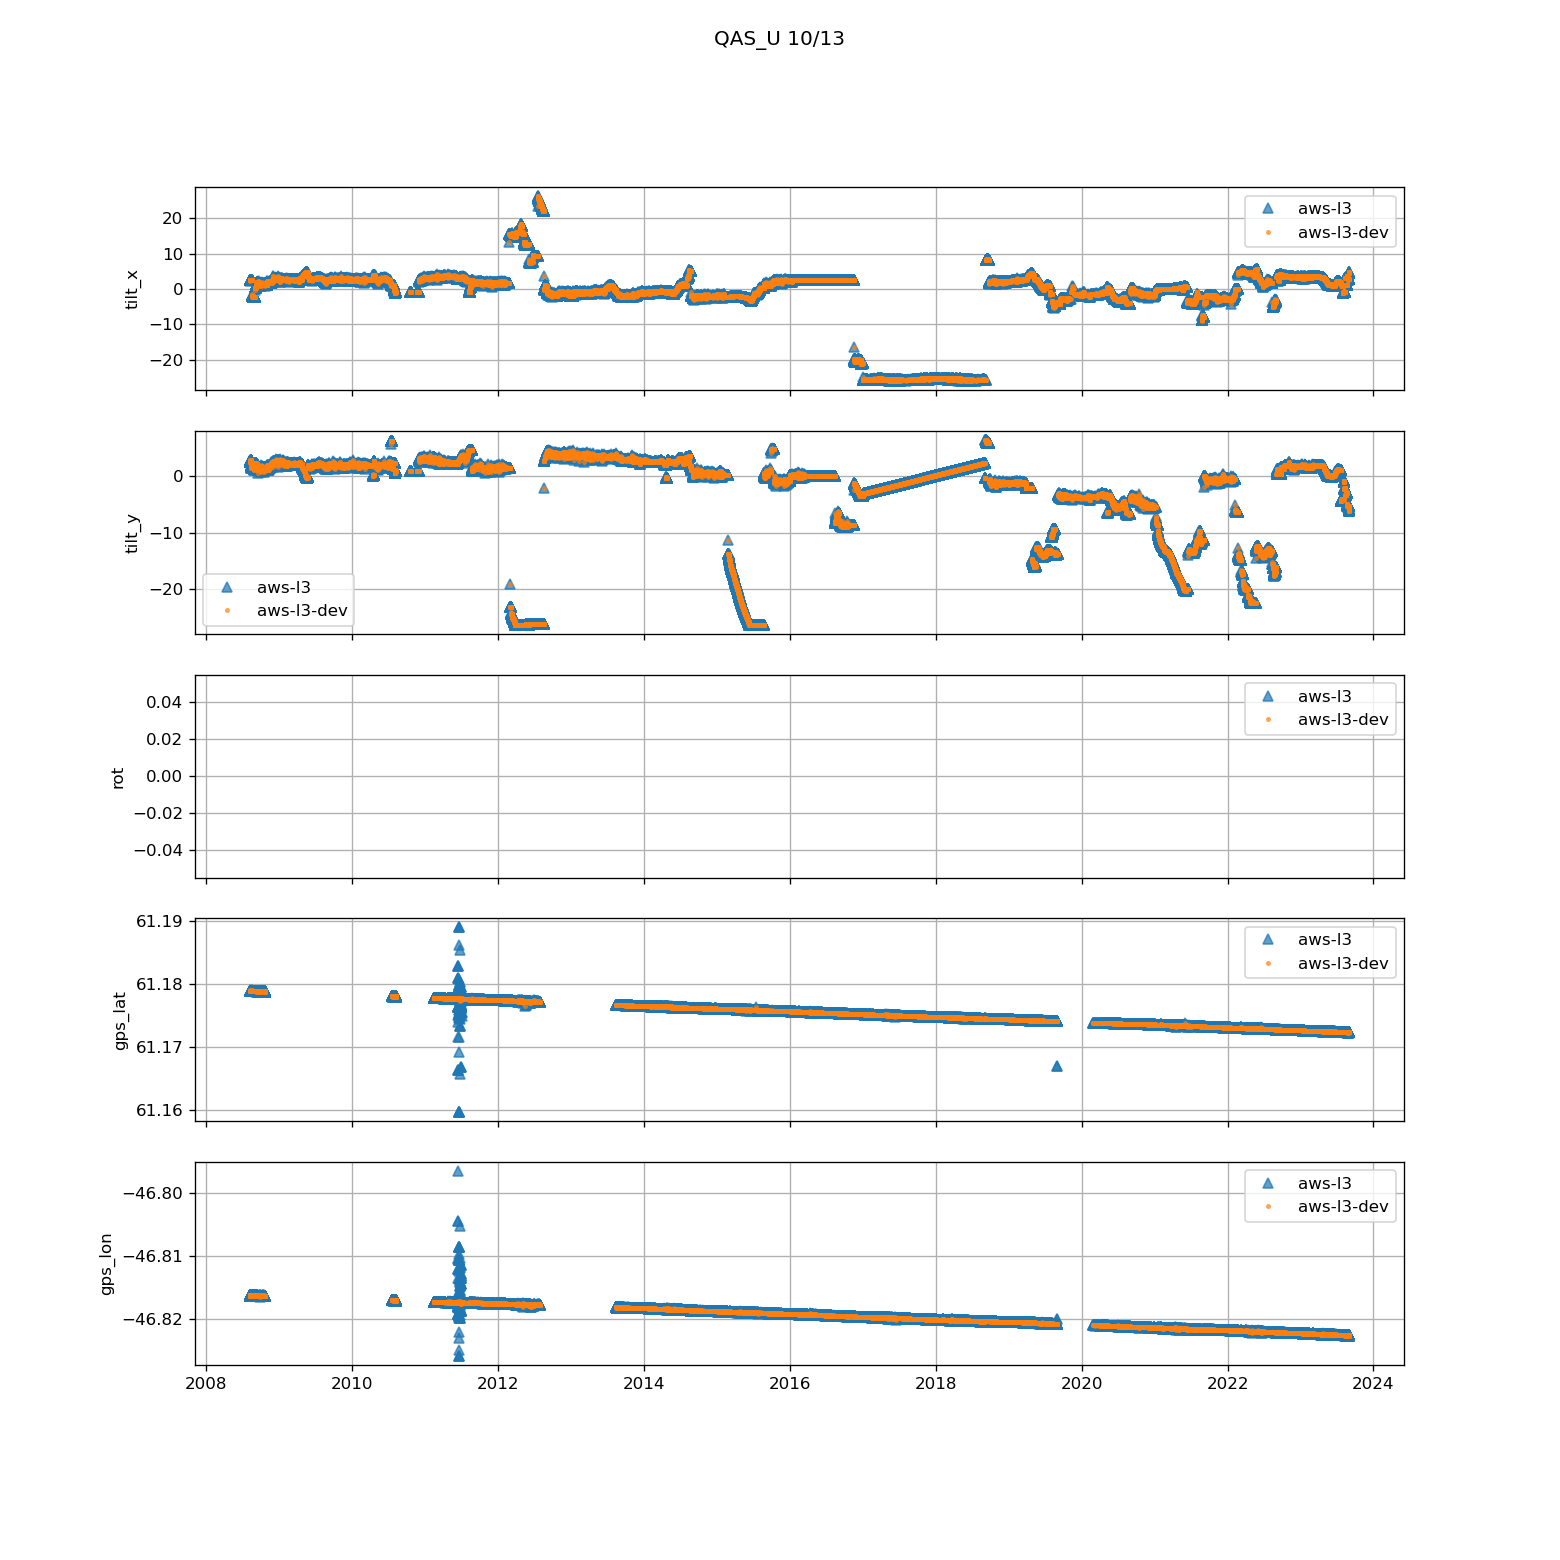 QAS_U 10/13
20
10
0
−10
−20
tilt_x
aws-l3
aws-l3-dev
0
−10
−20
tilt_y
aws-l3
aws-l3-dev
0.04
0.02
0.00
−0.02
−0.04
rot
aws-l3
aws-l3-dev
61.19
61.18
61.17
61.16
gps_lat
aws-l3
aws-l3-dev
−46.80
−46.81
−46.82
gps_lon
aws-l3
aws-l3-dev
2008 2010 2012 2014 2016 2018 2020 2022 2024